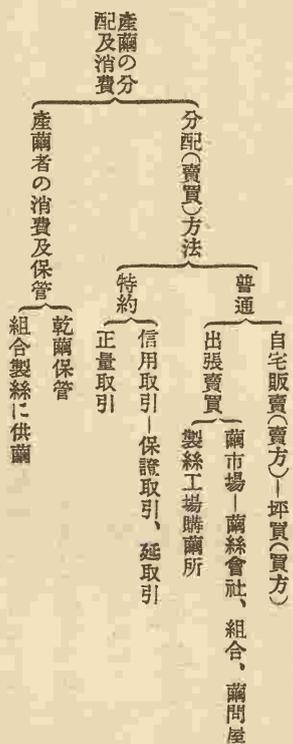 産繭の分
配及消費
分配(賣買)方法
普通
自宅販賣(賣方)―坪買(買方)
出張賣買
繭市場―繭絲會社、組合、繭問屋
製絲工場購繭所
特約
信用取引―保證取引、延取引
正量取引
産繭者の消費及保管
乾繭保管
組合製絲に供繭